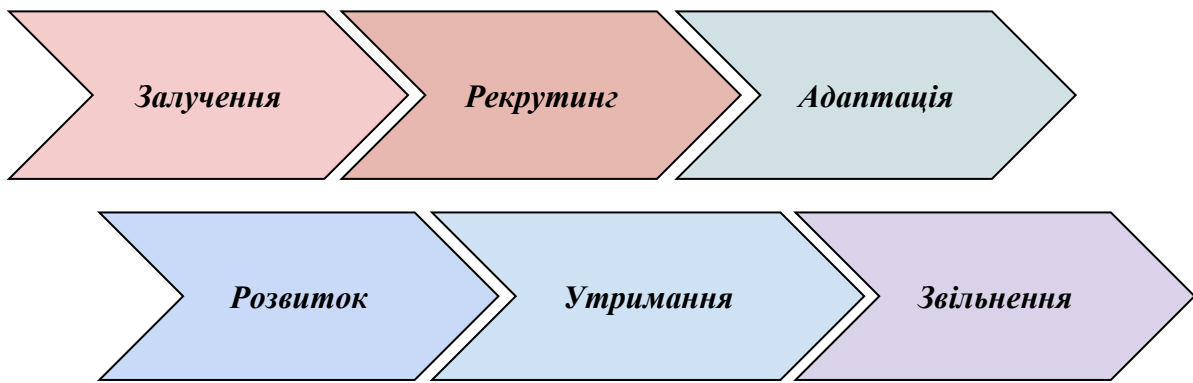 Залучення
Рекрутинг
Адаптація
Розвиток
Утримання
Звільнення